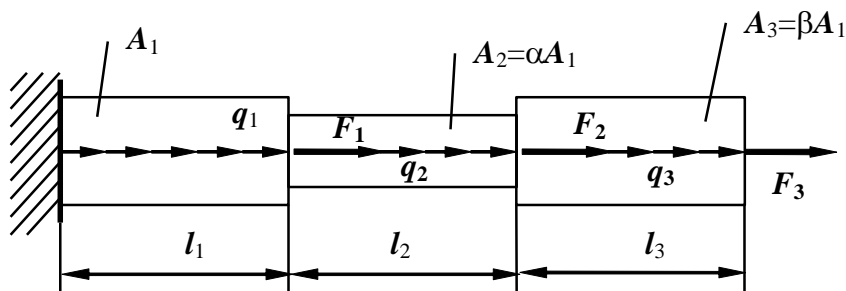 A₁
A₂=αA₁
A₃=βA₁
q₁
F₁
q₂
F₂
q₃
F₃
l₁
l₂
l₃